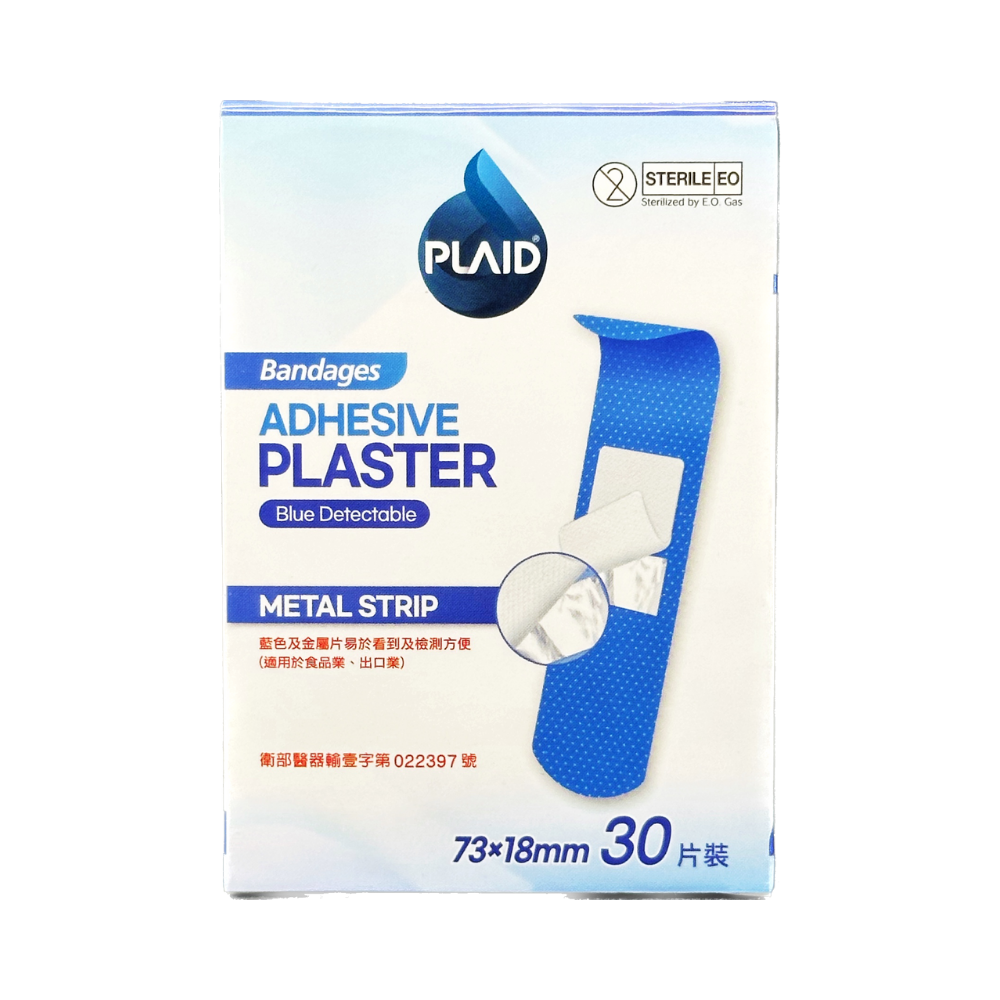 PLAID®
2
STERILE EO
Sterilized by E.O. Gas
Bandages
ADHESIVE
PLASTER
Blue Detectable
METAL STRIP
藍色及金屬片易於看到及檢測方便
(適用於食品業、出口業)
衛部醫器輸壹字第022397號
73×18mm 30片裝